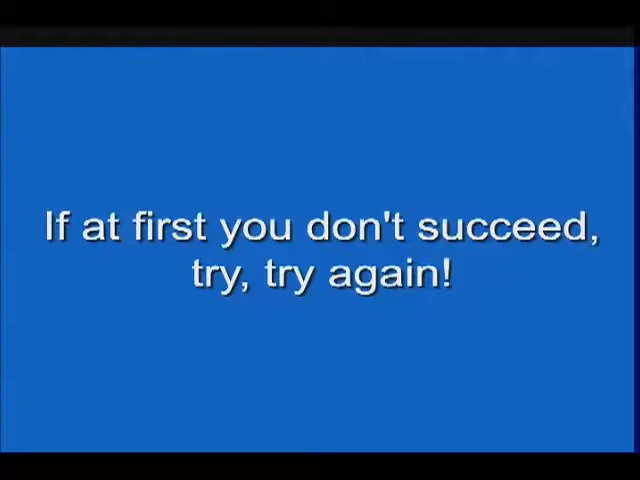 If at first you don't succeed,
try, try again!